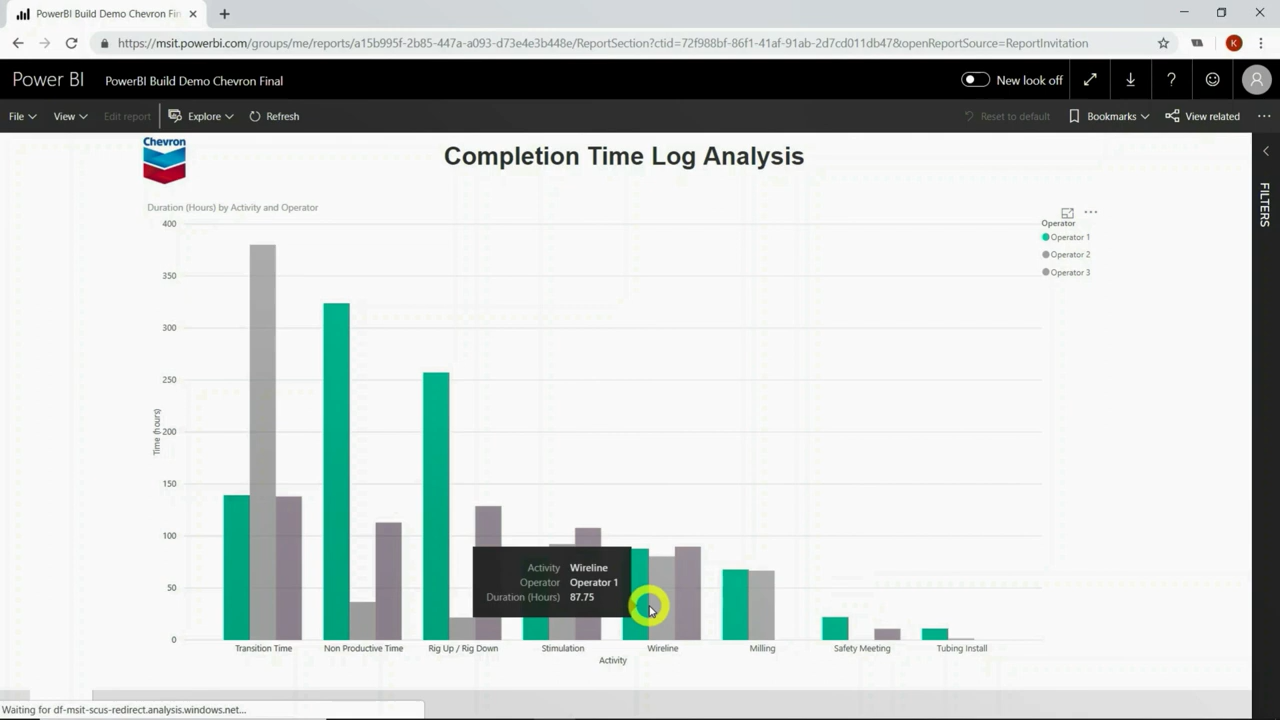 PowerBI Build Demo Chevron Fin
https://msit.powerbi.com/groups/me/reports/a15b995f-2b85-447a-a093-d73e4e3b448e/ReportSection?ctid=72f988bf-86f1-41af-91ab-2d7cd011db47&openReportSource=ReportInvitation
K
Power BI PowerBI Build Demo Chevron Final New look off
File View Edit report Explore Refresh Reset to default Bookmarks View related
Chevron
Completion Time Log Analysis
FILTERS
Duration (Hours) by Activity and Operator
Operator
Operator 1
Operator 2
Operator 3
Time (hours)
400
350
300
250
200
150
100
50
0
Activity Wireline
Operator Operator 1
Duration (Hours) 87.75
Transition Time Non Productive Time Rig Up / Rig Down Stimulation Wireline Milling Safety Meeting Tubing Install
Activity
Waiting for df-msit-scus-redirect.analysis.windows.net...